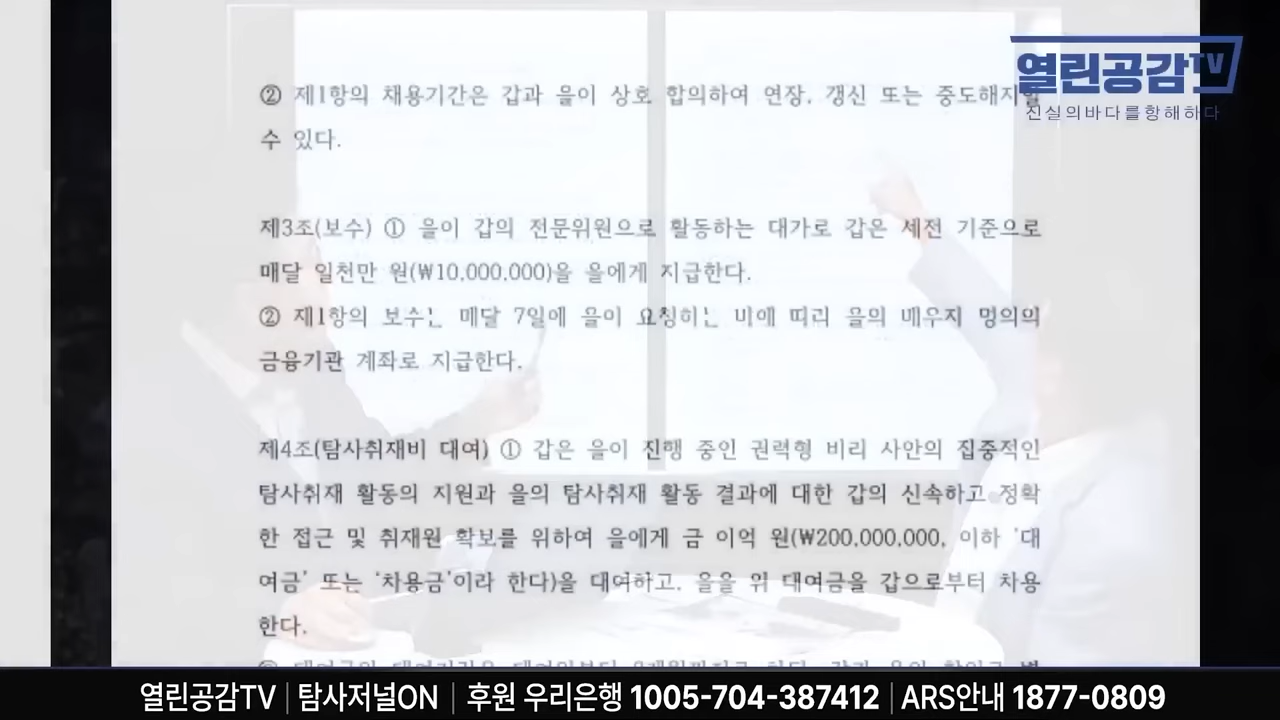 열린공감TV
진실의바다를항해하다
② 제1항의 채용기간은 갑과 을이 상호 합의하여 연장, 갱신 또는 중도해지할
수 있다.
제3조(보수) ① 을이 갑의 전문위원으로 활동하는 대가로 갑은 세전 기준으로
매달 일천만 원(₩10,000,000)을 을에게 지급한다.
② 제1항의 보수는 매달 7일에 을이 요청하는 바에 따라 을의 배우자 명의의
금융기관 계좌로 지급한다.
제4조(탐사취재비 대여) ① 갑은 을이 진행 중인 권력형 비리 사안의 집중적인
탐사취재 활동의 지원과 을의 탐사취재 활동 결과에 대한 갑의 신속하고 정확
한 접근 및 취재원 확보를 위하여 을에게 금 이억 원(₩200,000,000, 이하 '대
여금' 또는 '차용금'이라 한다)을 대여하고, 을을 위 대여금을 갑으로부터 차용
한다.
열린공감TV | 탐사저널ON | 후원 우리은행 1005-704-387412 | ARS안내 1877-0809